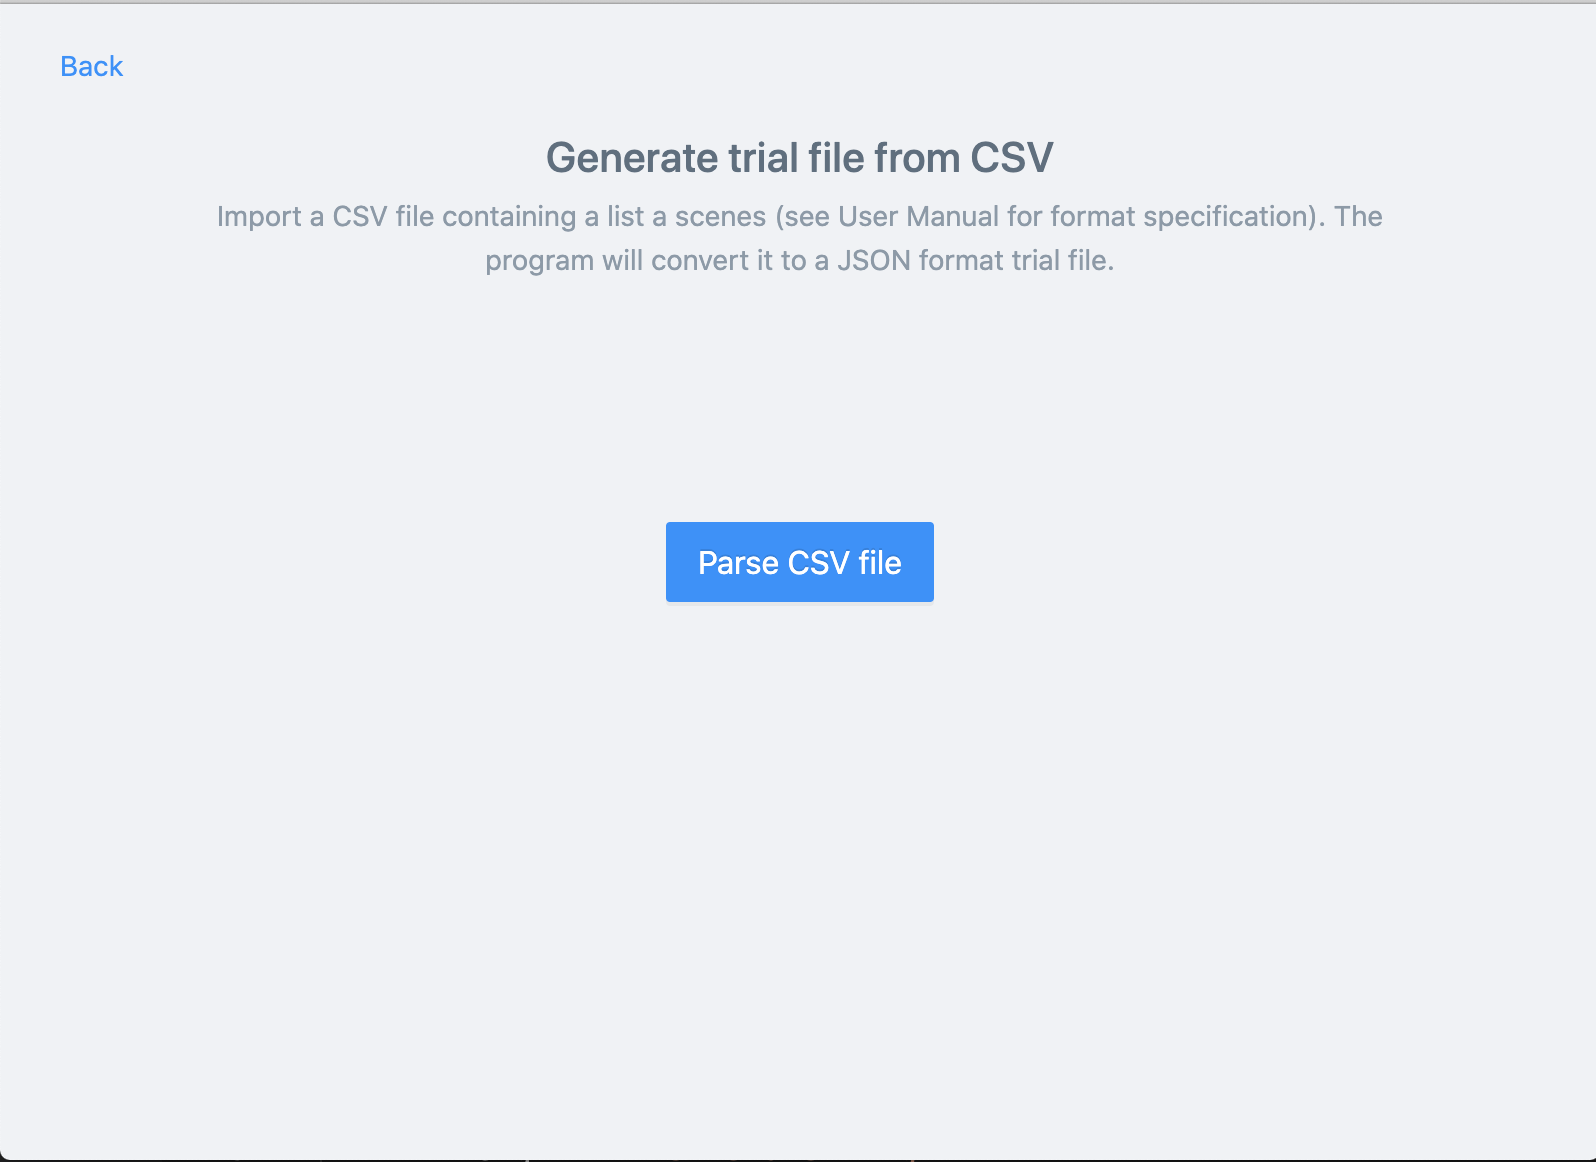 Back
Generate trial file from CSV
Import a CSV file containing a list a scenes (see User Manual for format specification). The
program will convert it to a JSON format trial file.
Parse CSV file